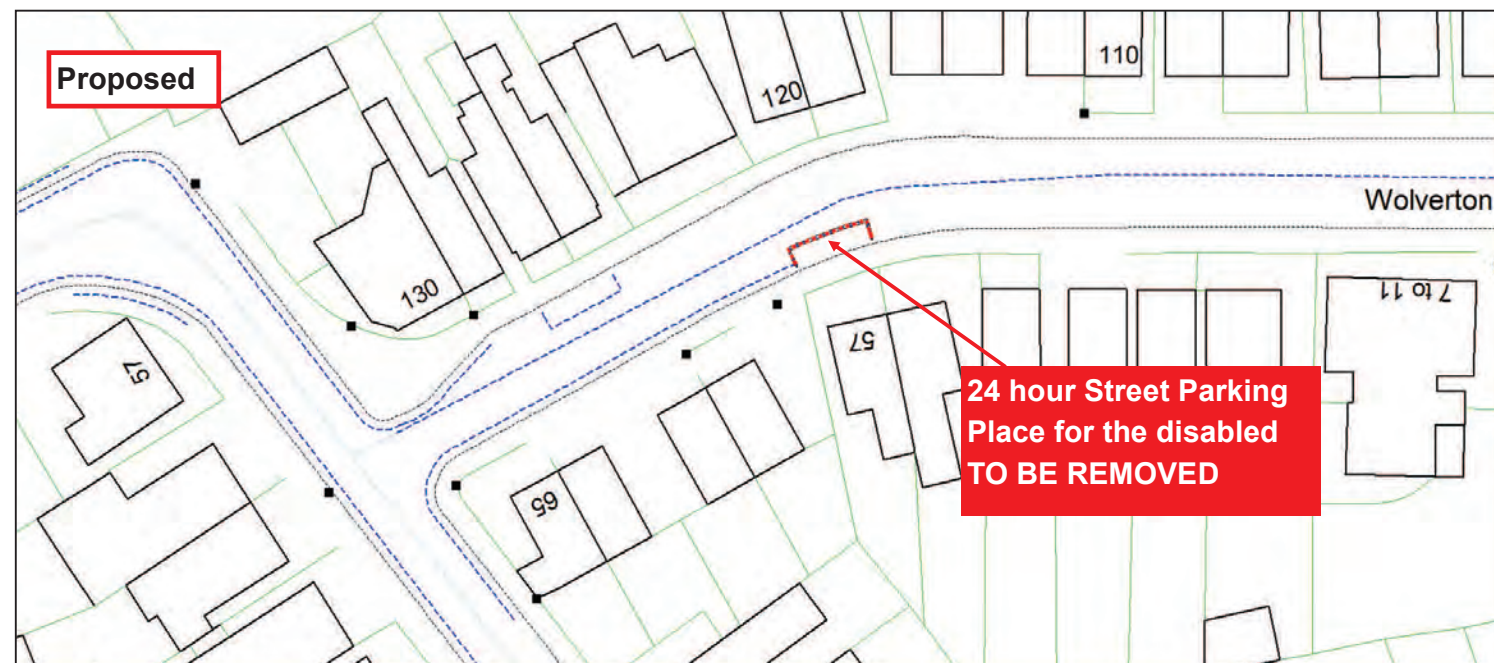 Proposed
110
120
Wolverton
130
57
57
7 to 11
24 hour Street Parking
Place for the disabled
TO BE REMOVED
65